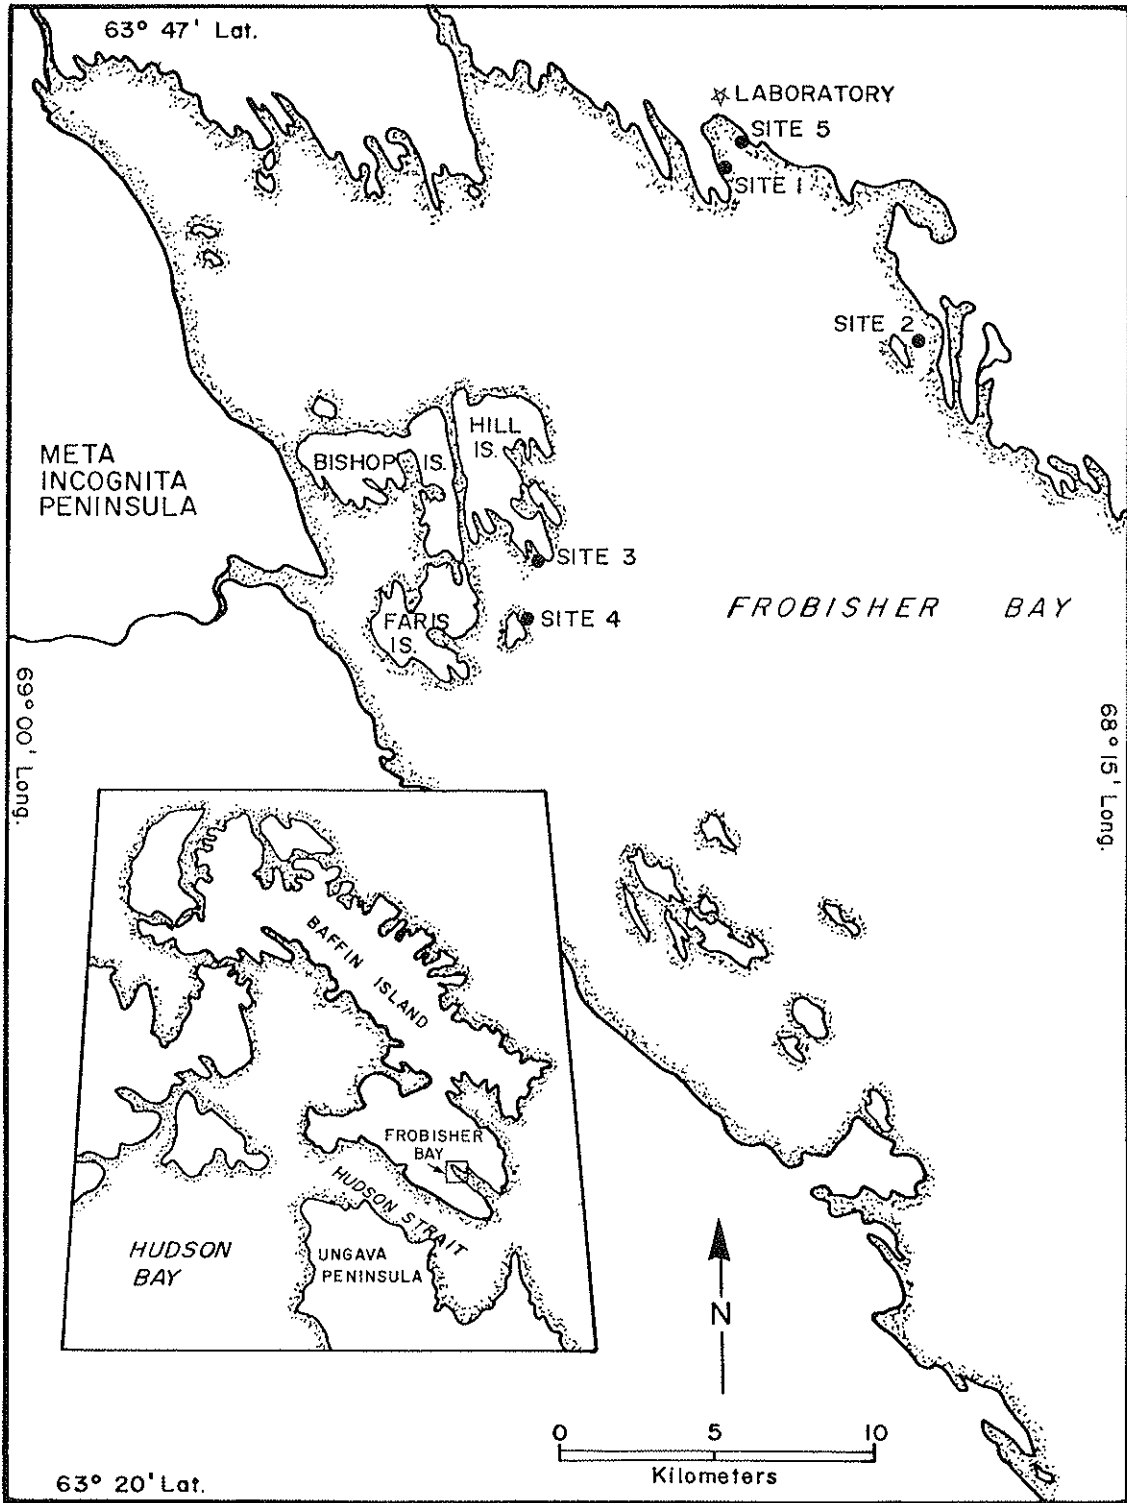 63° 47' Lat.
LABORATORY
SITE 5
SITE 1
SITE 2
HILL
IS.
BISHOP IS.
META
INCOGNITA
PENINSULA
SITE 3
FROBISHER BAY
SITE 4
FARIS
IS.
69° 00' Long.
68° 15' Long.
BAFFIN ISLAND
FROBISHER
BAY
HUDSON STRAIT
HUDSON
BAY
UNGAVA
PENINSULA
N
0 5 10
Kilometers
63° 20' Lat.